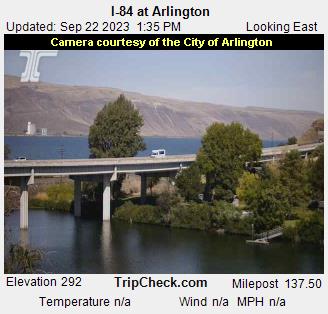 I-84 at Arlington
Updated: Sep 22 2023 1:35 PM Looking East
Camera courtesy of the City of Arlington
Elevation 292 TripCheck.com Milepost 137.50
Temperature n/a Wind n/a MPH n/a